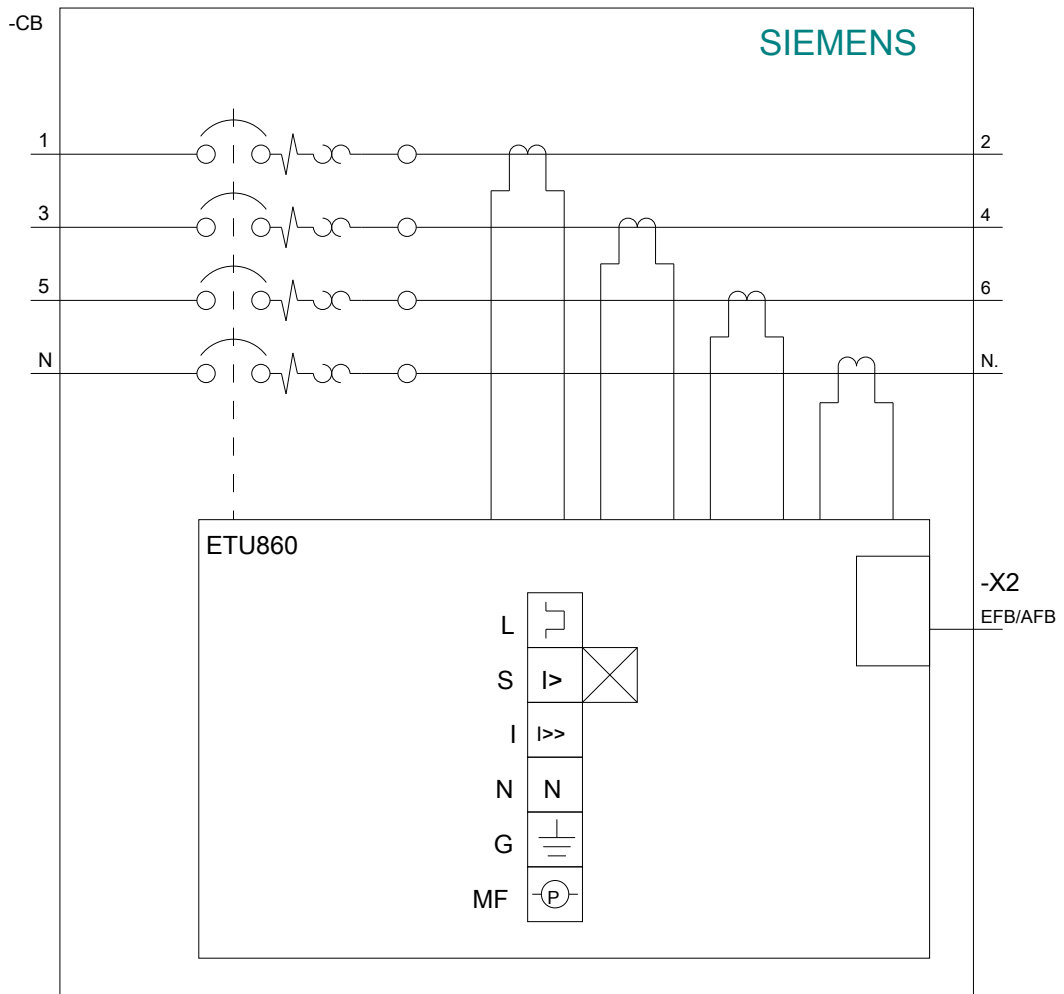 -CB
SIEMENS
1
2
3
4
5
6
N
N.
ETU860
-X2
EFB/AFB
L
S I>
I I>>
N N
G
MF P